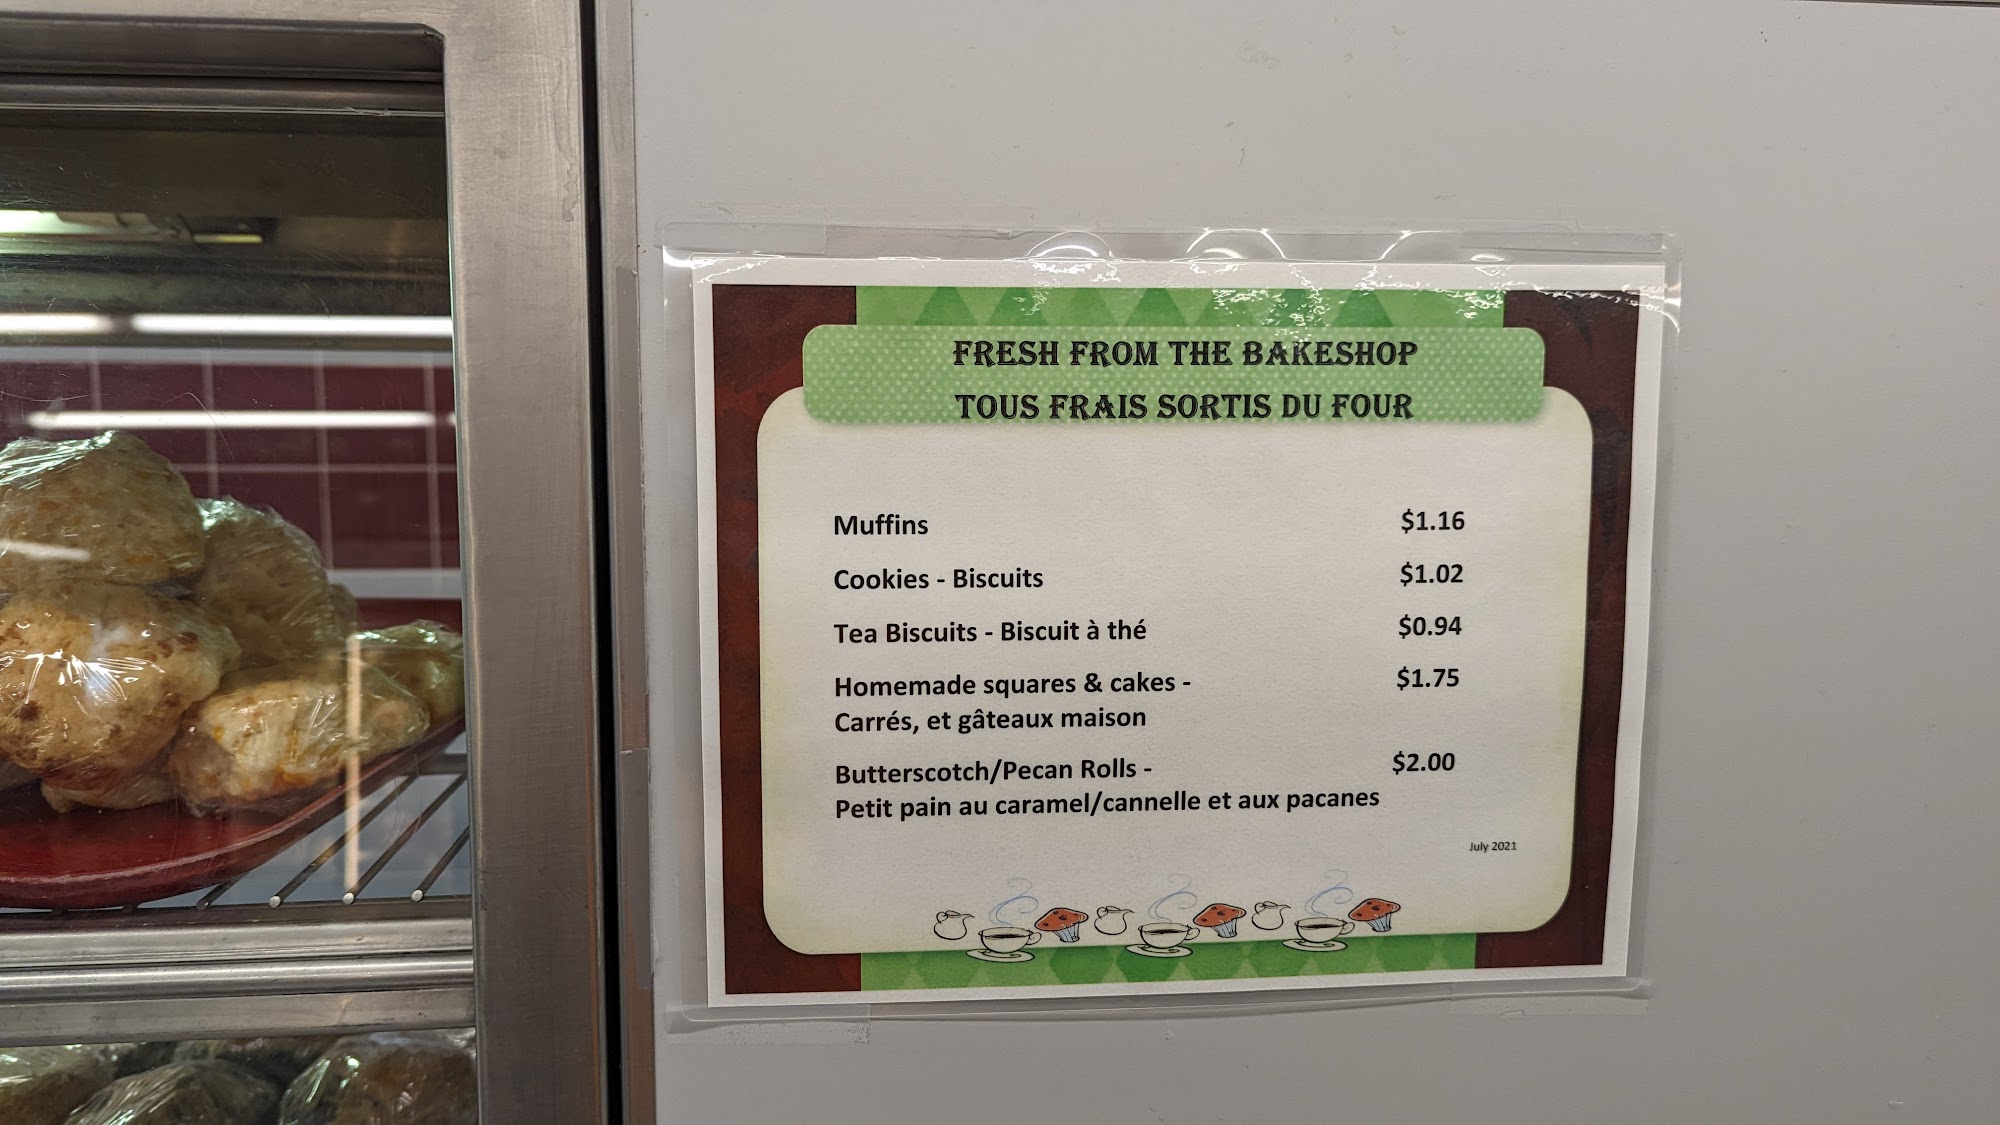 FRESH FROM THE BAKESHOP
TOUS FRAIS SORTIS DU FOUR
Muffins $1.16
Cookies - Biscuits $1.02
Tea Biscuits - Biscuit à thé $0.94
Homemade squares & cakes - $1.75
Carrés, et gâteaux maison
Butterscotch/Pecan Rolls - $2.00
Petit pain au caramel/cannelle et aux pacanes
July 2021